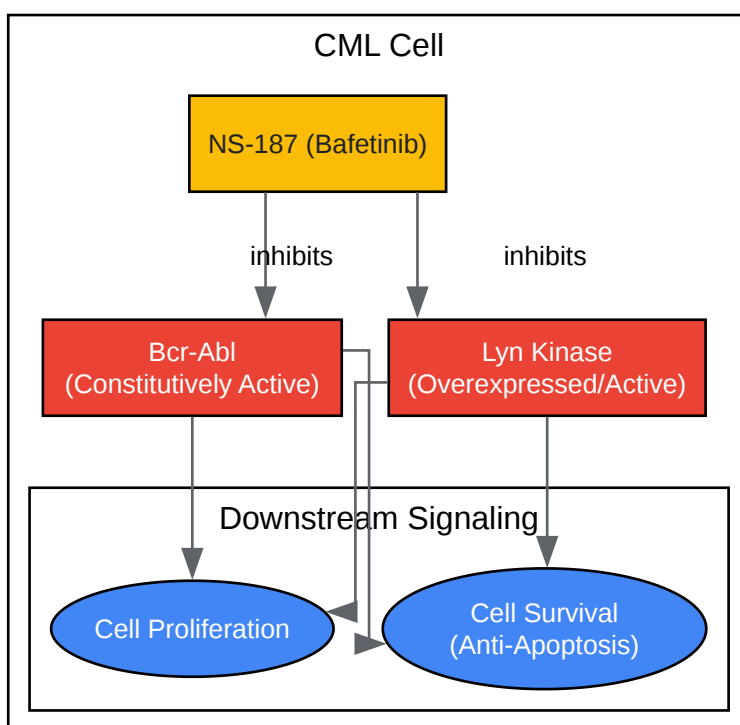 CML Cell
NS-187 (Bafetinib)
inhibits
inhibits
Bcr-Abl
(Constitutively Active)
Lyn Kinase
(Overexpressed/Active)
Downstream Signaling
Cell Proliferation
Cell Survival
(Anti-Apoptosis)